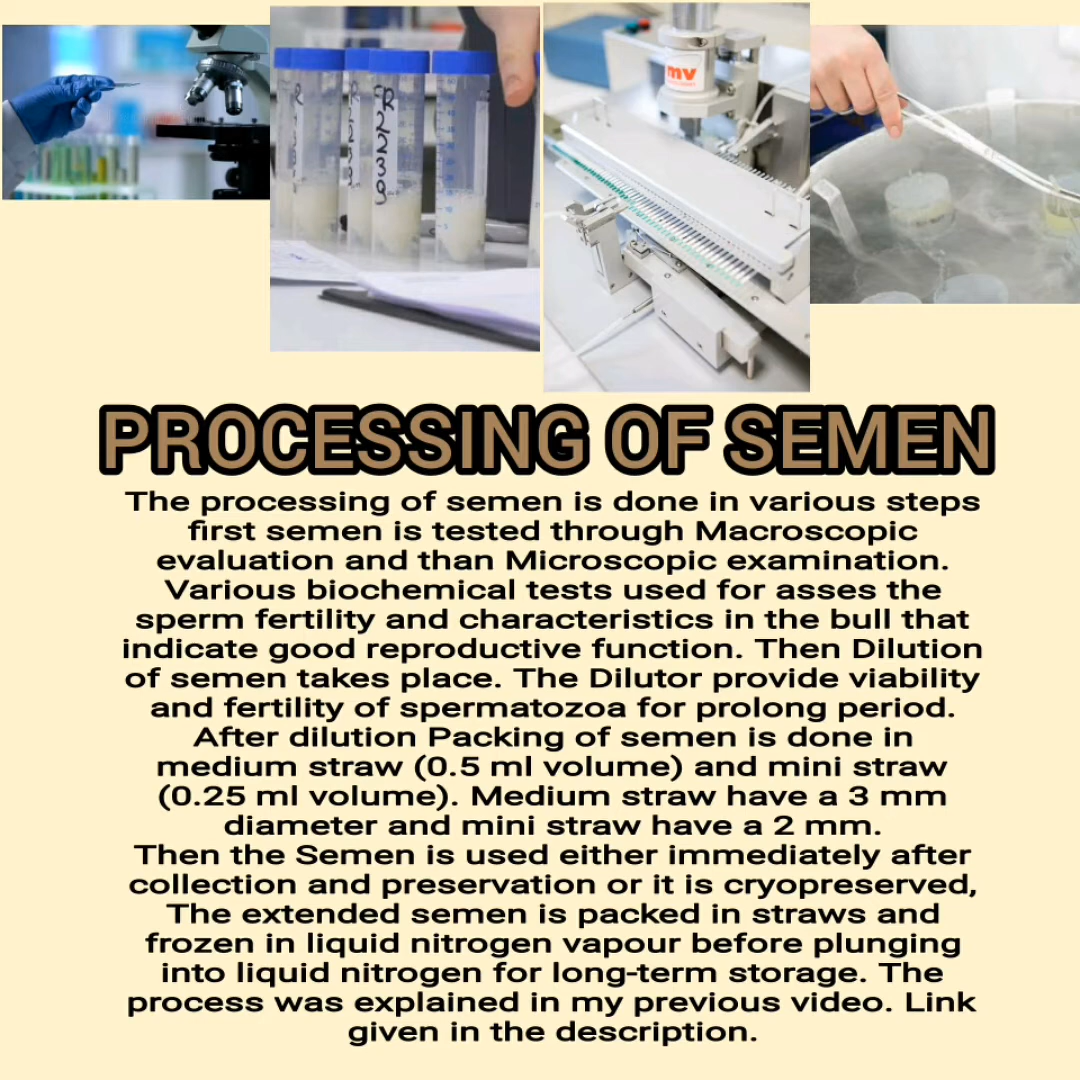 R2238
mv
PROCESSING OF SEMEN
The processing of semen is done in various steps
first semen is tested through Macroscopic
evaluation and than Microscopic examination.
Various biochemical tests used for asses the
sperm fertility and characteristics in the bull that
indicate good reproductive function. Then Dilution
of semen takes place. The Dilutor provide viability
and fertility of spermatozoa for prolong period.
After dilution Packing of semen is done in
medium straw (0.5 ml volume) and mini straw
(0.25 ml volume). Medium straw have a 3 mm
diameter and mini straw have a 2 mm.
Then the Semen is used either immediately after
collection and preservation or it is cryopreserved,
The extended semen is packed in straws and
frozen in liquid nitrogen vapour before plunging
into liquid nitrogen for long-term storage. The
process was explained in my previous video. Link
given in the description.